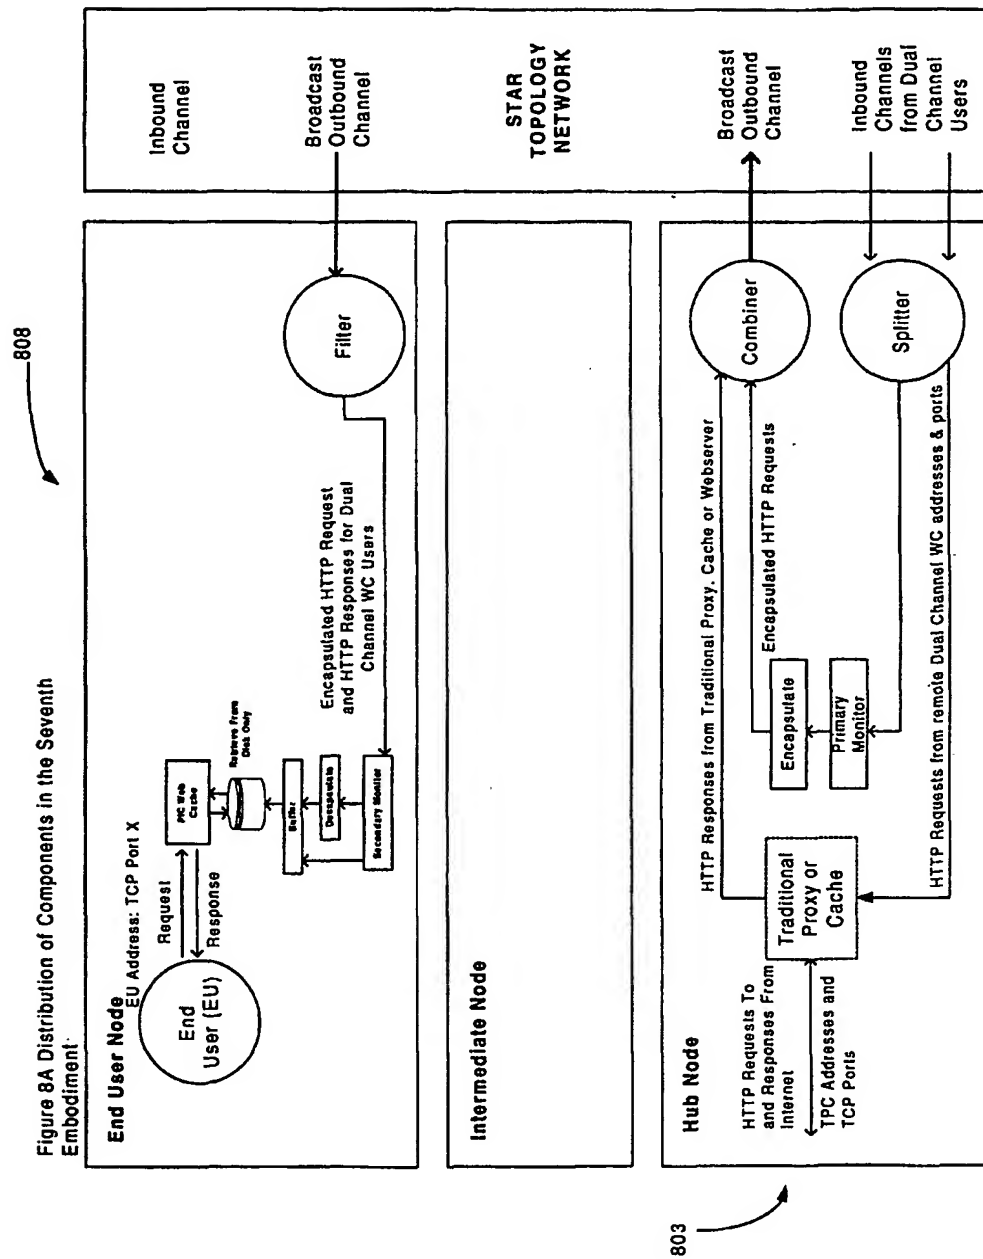 Figure 8A Distribution of Components in the Seventh
Embodiment
808
End User Node
EU Address: TCP Port X
End
User (EU)
Request
Response
PIC Web
Cache
Retrieve From
Disk Only
Buffer
Decapsulate
Secondary Monitor
Encapsulated HTTP Request
and HTTP Responses for Dual
Channel WC Users
Filter
Inbound
Channel
Broadcast
Outbound
Channel
Intermediate Node
STAR
TOPOLOGY
NETWORK
803
Hub Node
HTTP Requests To
and Responses From
Internet
TPC Addresses and
TCP Ports
Traditional
Proxy or
Cache
HTTP Responses from Traditional Proxy. Cache or Webserver
Encapsulate
Primary
Monitor
Encapsulated HTTP Requests
HTTP Requests from remote Dual Channel WC addresses & ports
Combiner
Splitter
Broadcast
Outbound
Channel
Inbound
Channels
from Dual
Channel
Users